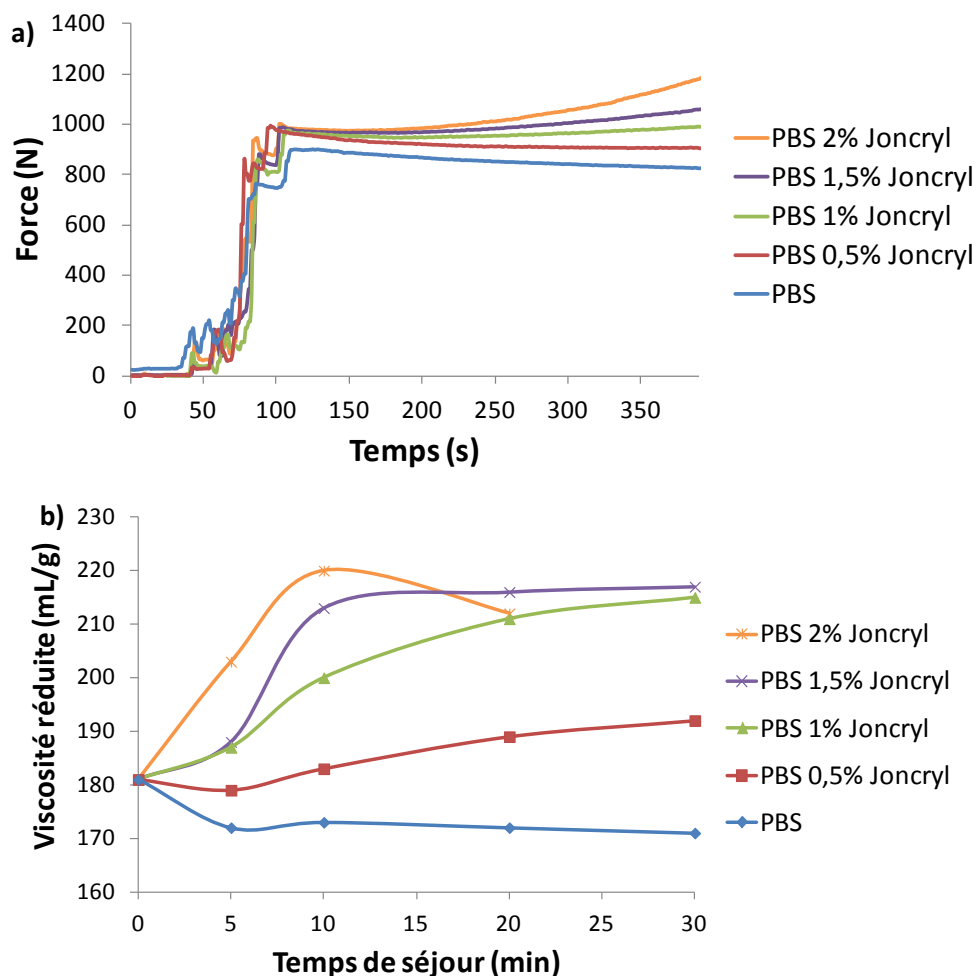 a)
1400
1200
1000
800
600
400
200
0
Force (N)
0 50 100 150 200 250 300 350
Temps (s)
PBS 2% Joncryl
PBS 1,5% Joncryl
PBS 1% Joncryl
PBS 0,5% Joncryl
PBS
b)
230
220
210
200
190
180
170
160
Viscosité réduite (mL/g)
0 5 10 15 20 25 30
Temps de séjour (min)
PBS 2% Joncryl
PBS 1,5% Joncryl
PBS 1% Joncryl
PBS 0,5% Joncryl
PBS